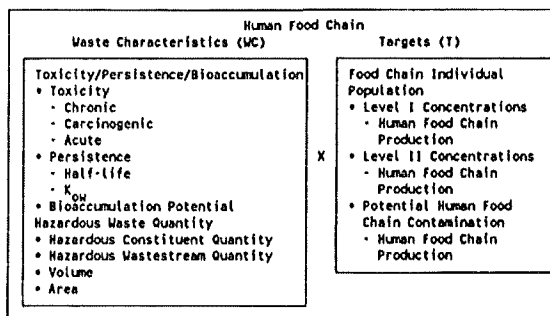 Human Food Chain
Waste Characteristics (WC)
Toxicity/Persistence/Bioaccumulation
• Toxicity
- Chronic
- Carcinogenic
- Acute
• Persistence
- Half-life
- Kow
• Bioaccumulation Potential
Hazardous Waste Quantity
• Hazardous Constituent Quantity
• Hazardous Wastestream Quantity
• Volume
• Area
X
Targets (T)
Food Chain Individual
Population
• Level I Concentrations
- Human Food Chain
Production
• Level II Concentrations
- Human Food Chain
Production
• Potential Human Food
Chain Contamination
- Human Food Chain
Production